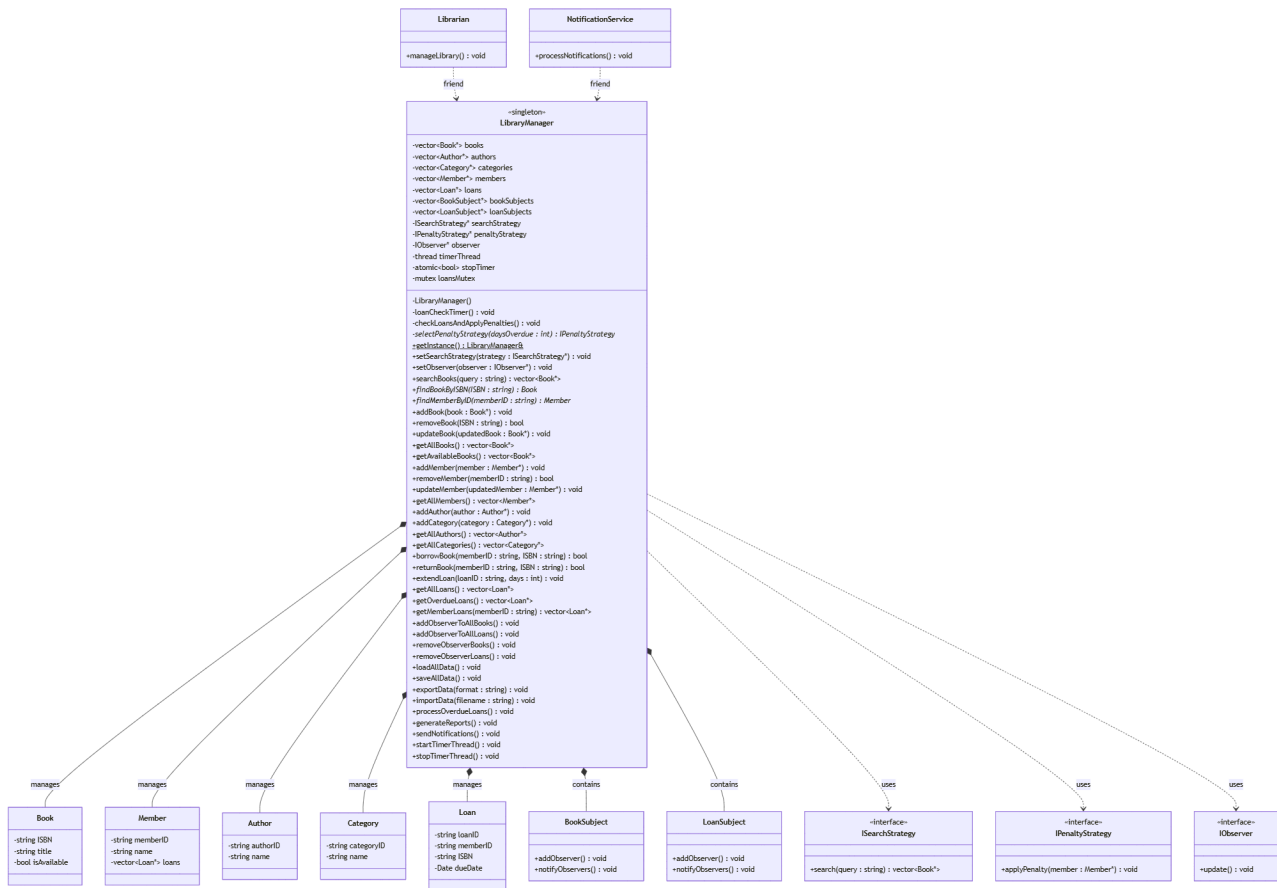 Librarian
+manageLibrary() : void
NotificationService
+processNotifications() : void
friend
friend
«singleton»
LibraryManager
-vector<Book*> books
-vector<Author*> authors
-vector<Category*> categories
-vector<Member*> members
-vector<Loan*> loans
-vector<BookSubject*> bookSubjects
-vector<LoanSubject*> loanSubjects
-ISearchStrategy* searchStrategy
-IPenaltyStrategy* penaltyStrategy
-IObserver* observer
-thread timerThread
-atomic<bool> stopTimer
-mutex loansMutex
-LibraryManager()
-loanCheckTimer() : void
-checkLoansAndApplyPenalties() : void
-selectPenaltyStrategy(daysOverdue : int) : IPenaltyStrategy
+getInstance() : LibraryManager&
+setSearchStrategy(strategy : ISearchStrategy*) : void
+setObserver(observer : IObserver*) : void
+searchBooks(query : string) : vector<Book*>
+findBookByISBN(ISBN : string) : Book
+findMemberByID(memberID : string) : Member
+addBook(book : Book*) : void
+removeBook(ISBN : string) : bool
+updateBook(updatedBook : Book*) : void
+getAllBooks() : vector<Book*>
+getAvailableBooks() : vector<Book*>
+addMember(member : Member*) : void
+removeMember(memberID : string) : bool
+updateMember(updatedMember : Member*) : void
+getAllMembers() : vector<Member*>
+addAuthor(author : Author*) : void
+addCategory(category : Category*) : void
+getAllAuthors() : vector<Author*>
+getAllCategories() : vector<Category*>
+borrowBook(memberID : string, ISBN : string) : bool
+returnBook(memberID : string, ISBN : string) : bool
+extendLoan(loanID : string, days : int) : void
+getAllLoans() : vector<Loan*>
+getOverdueLoans() : vector<Loan*>
+getMemberLoans(memberID : string) : vector<Loan*>
+addObserverToAllBooks() : void
+addObserverToAllLoans() : void
+removeObserverBooks() : void
+removeObserverLoans() : void
+loadAllData() : void
+saveAllData() : void
+exportData(format : string) : void
+importData(filename : string) : void
+processOverdueLoans() : void
+generateReports() : void
+sendNotifications() : void
+startTimerThread() : void
+stopTimerThread() : void
manages
manages
manages
manages
manages
contains
contains
uses
uses
uses
Book
-string ISBN
-string title
-bool isAvailable
Member
-string memberID
-string name
-vector<Loan*> loans
Author
-string authorID
-string name
Category
-string categoryID
-string name
Loan
-string loanID
-string memberID
-string ISBN
-Date dueDate
BookSubject
+addObserver() : void
+notifyObservers() : void
LoanSubject
+addObserver() : void
+notifyObservers() : void
«interface»
ISearchStrategy
+search(query : string) : vector<Book*>
«interface»
IPenaltyStrategy
+applyPenalty(member : Member*) : void
«interface»
IObserver
+update() : void